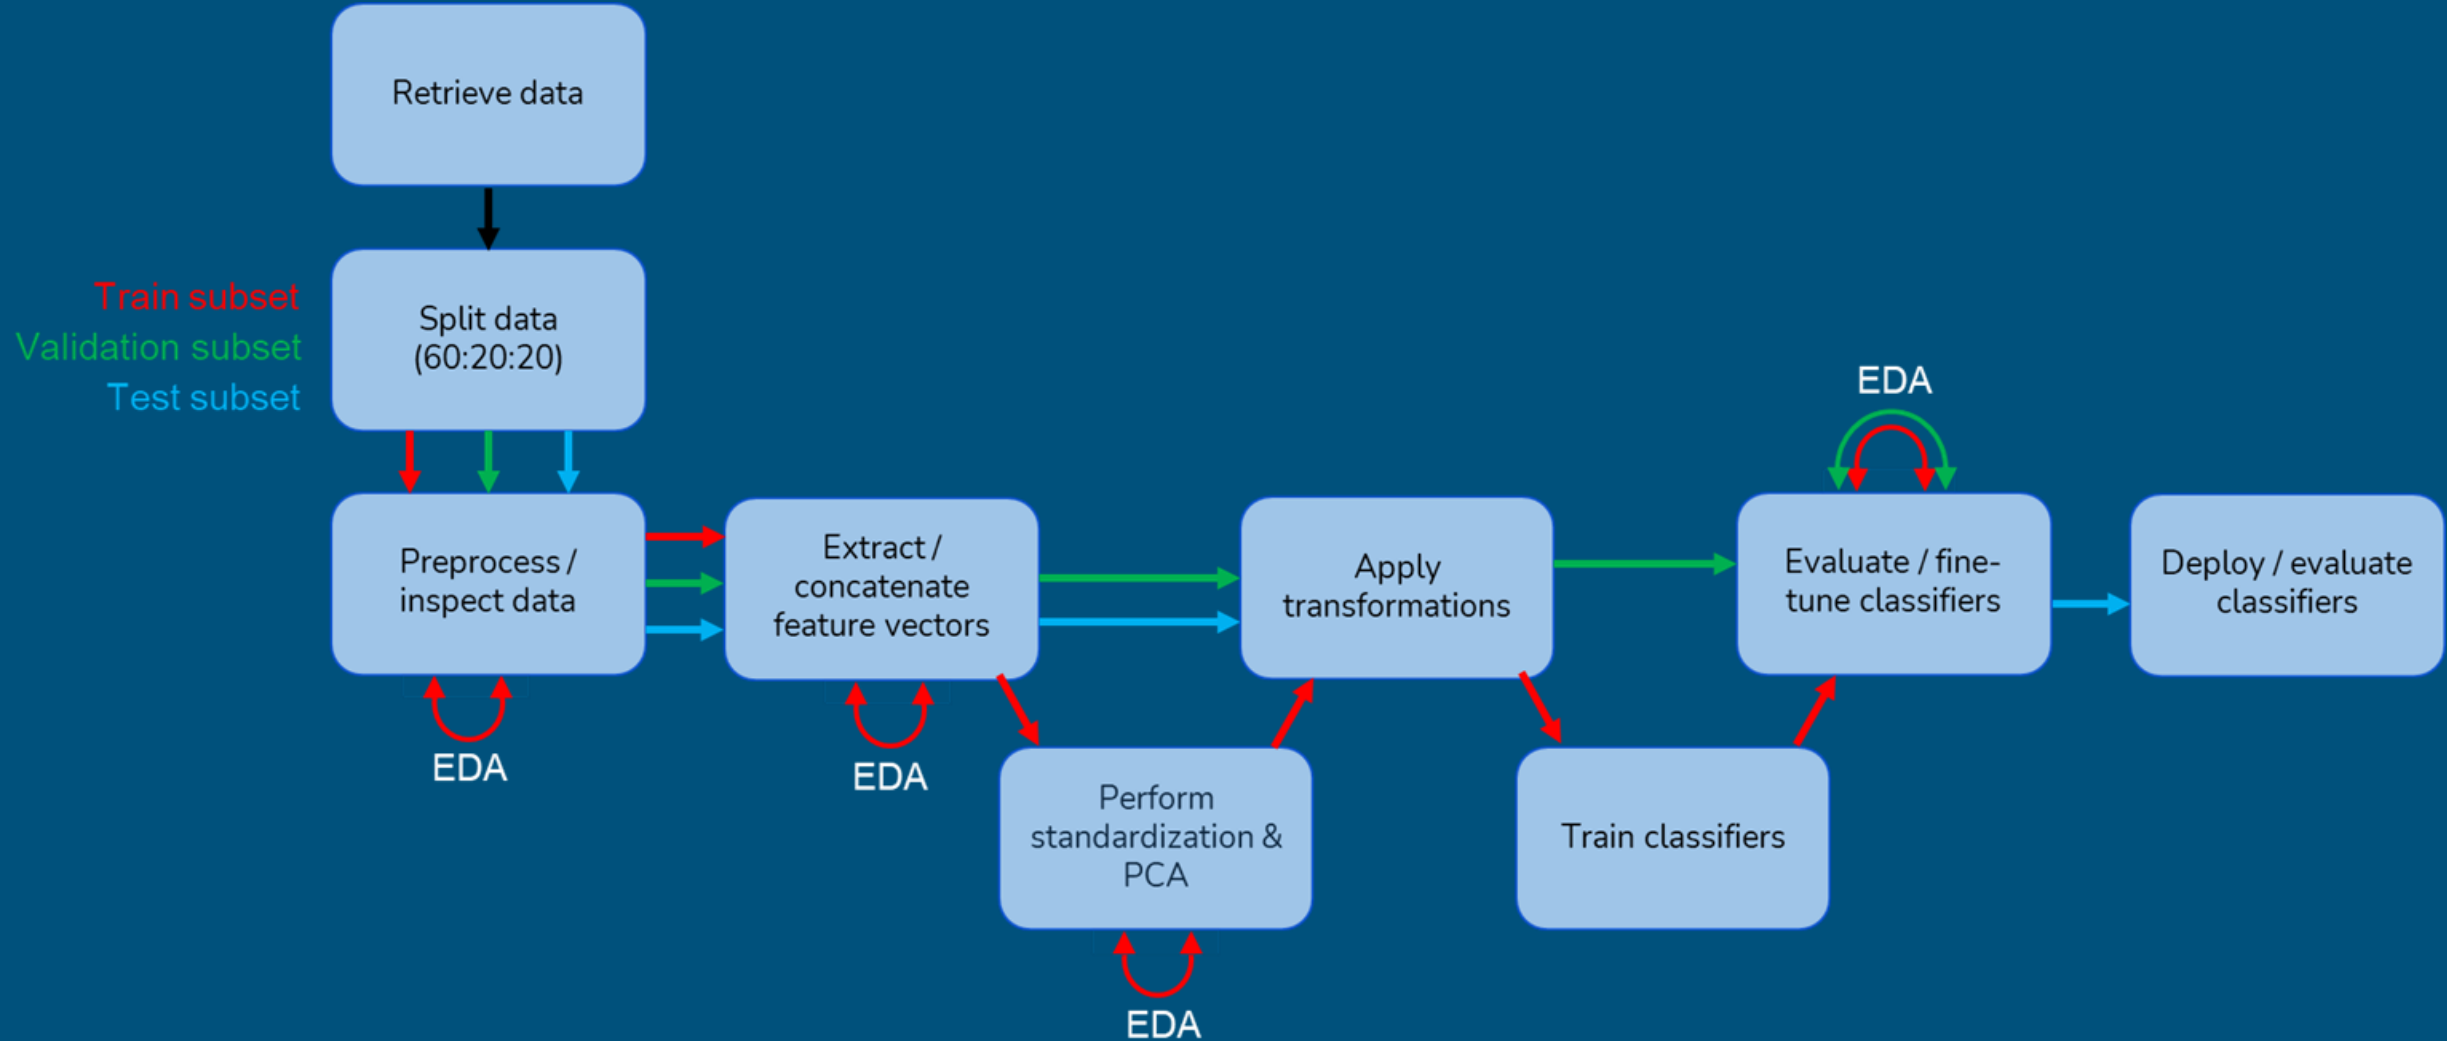 Retrieve data
Train subset
Validation subset
Test subset
Split data
(60:20:20)
Preprocess /
inspect data
EDA
Extract /
concatenate
feature vectors
EDA
Perform
standardization &
PCA
EDA
Apply
transformations
Train classifiers
EDA
Evaluate / fine-
tune classifiers
Deploy / evaluate
classifiers